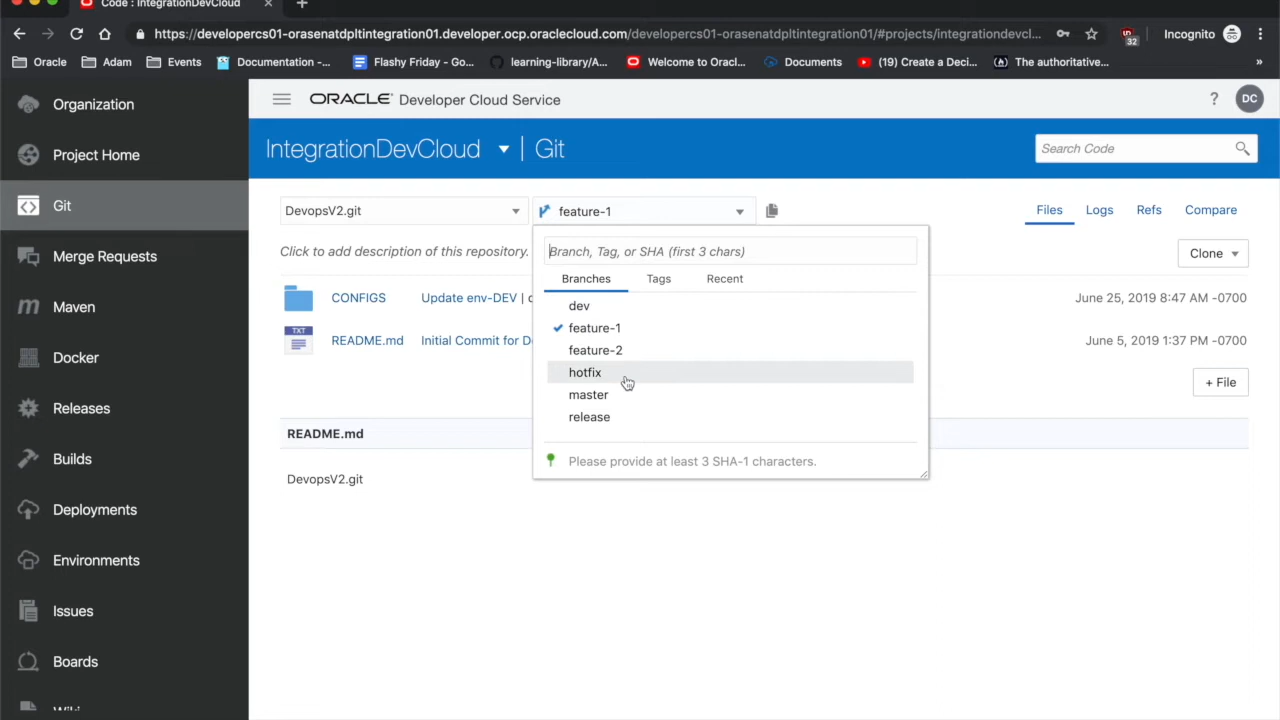 Code : IntegrationDevCloud
https://developercs01-orasenatdpltintegration01.developer.ocp.oraclecloud.com/developercs01-orasenatdpltintegration01/#projects/integrationdevcl...
32
Incognito
Oracle
Adam
Events
Documentation -...
Flashy Friday - Go...
learning-library/A...
Welcome to Oracl...
Documents
(19) Create a Deci...
The authoritative...
»
Organization
Project Home
Git
Merge Requests
Maven
Docker
Releases
Builds
Deployments
Environments
Issues
Boards
Wiki
ORACLE Developer Cloud Service
?
DC
IntegrationDevCloud | Git
Search Code
DevopsV2.git
feature-1
Files
Logs
Refs
Compare
Click to add description of this repository.
Clone
CONFIGS
Update env-DEV |
June 25, 2019 8:47 AM -0700
TXT
README.md
Initial Commit for
June 5, 2019 1:37 PM -0700
+ File
README.md
DevopsV2.git
Branch, Tag, or SHA (first 3 chars)
Branches
Tags
Recent
dev
feature-1
feature-2
hotfix
master
release
Please provide at least 3 SHA-1 characters.